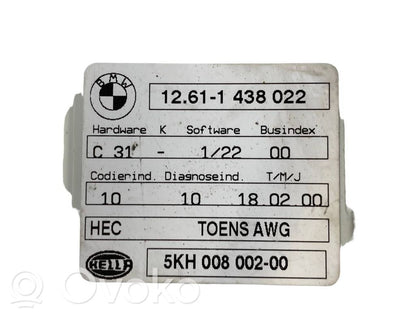 BMW
12.61-1 438 022
Hardware K Software Busindex
C 31 - 1/22 00
Codierind. Diagnoseind. T/M/J
10 10 18 02 00
HEC TOENS AWG
HELLA 5KH 008 002-00
OVOKO